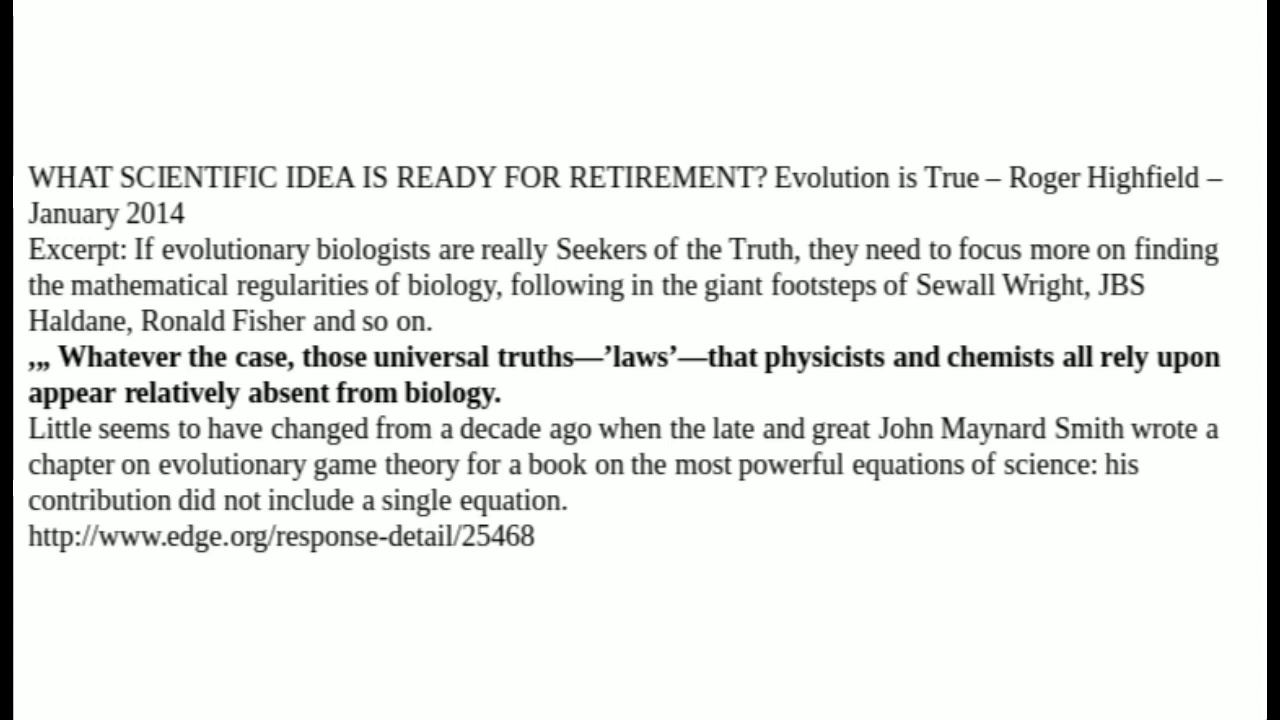 WHAT SCIENTIFIC IDEA IS READY FOR RETIREMENT? Evolution is True – Roger Highfield –
January 2014
Excerpt: If evolutionary biologists are really Seekers of the Truth, they need to focus more on finding
the mathematical regularities of biology, following in the giant footsteps of Sewall Wright, JBS
Haldane, Ronald Fisher and so on.
,,, Whatever the case, those universal truths—’laws’—that physicists and chemists all rely upon
appear relatively absent from biology.
Little seems to have changed from a decade ago when the late and great John Maynard Smith wrote a
chapter on evolutionary game theory for a book on the most powerful equations of science: his
contribution did not include a single equation.
http://www.edge.org/response-detail/25468